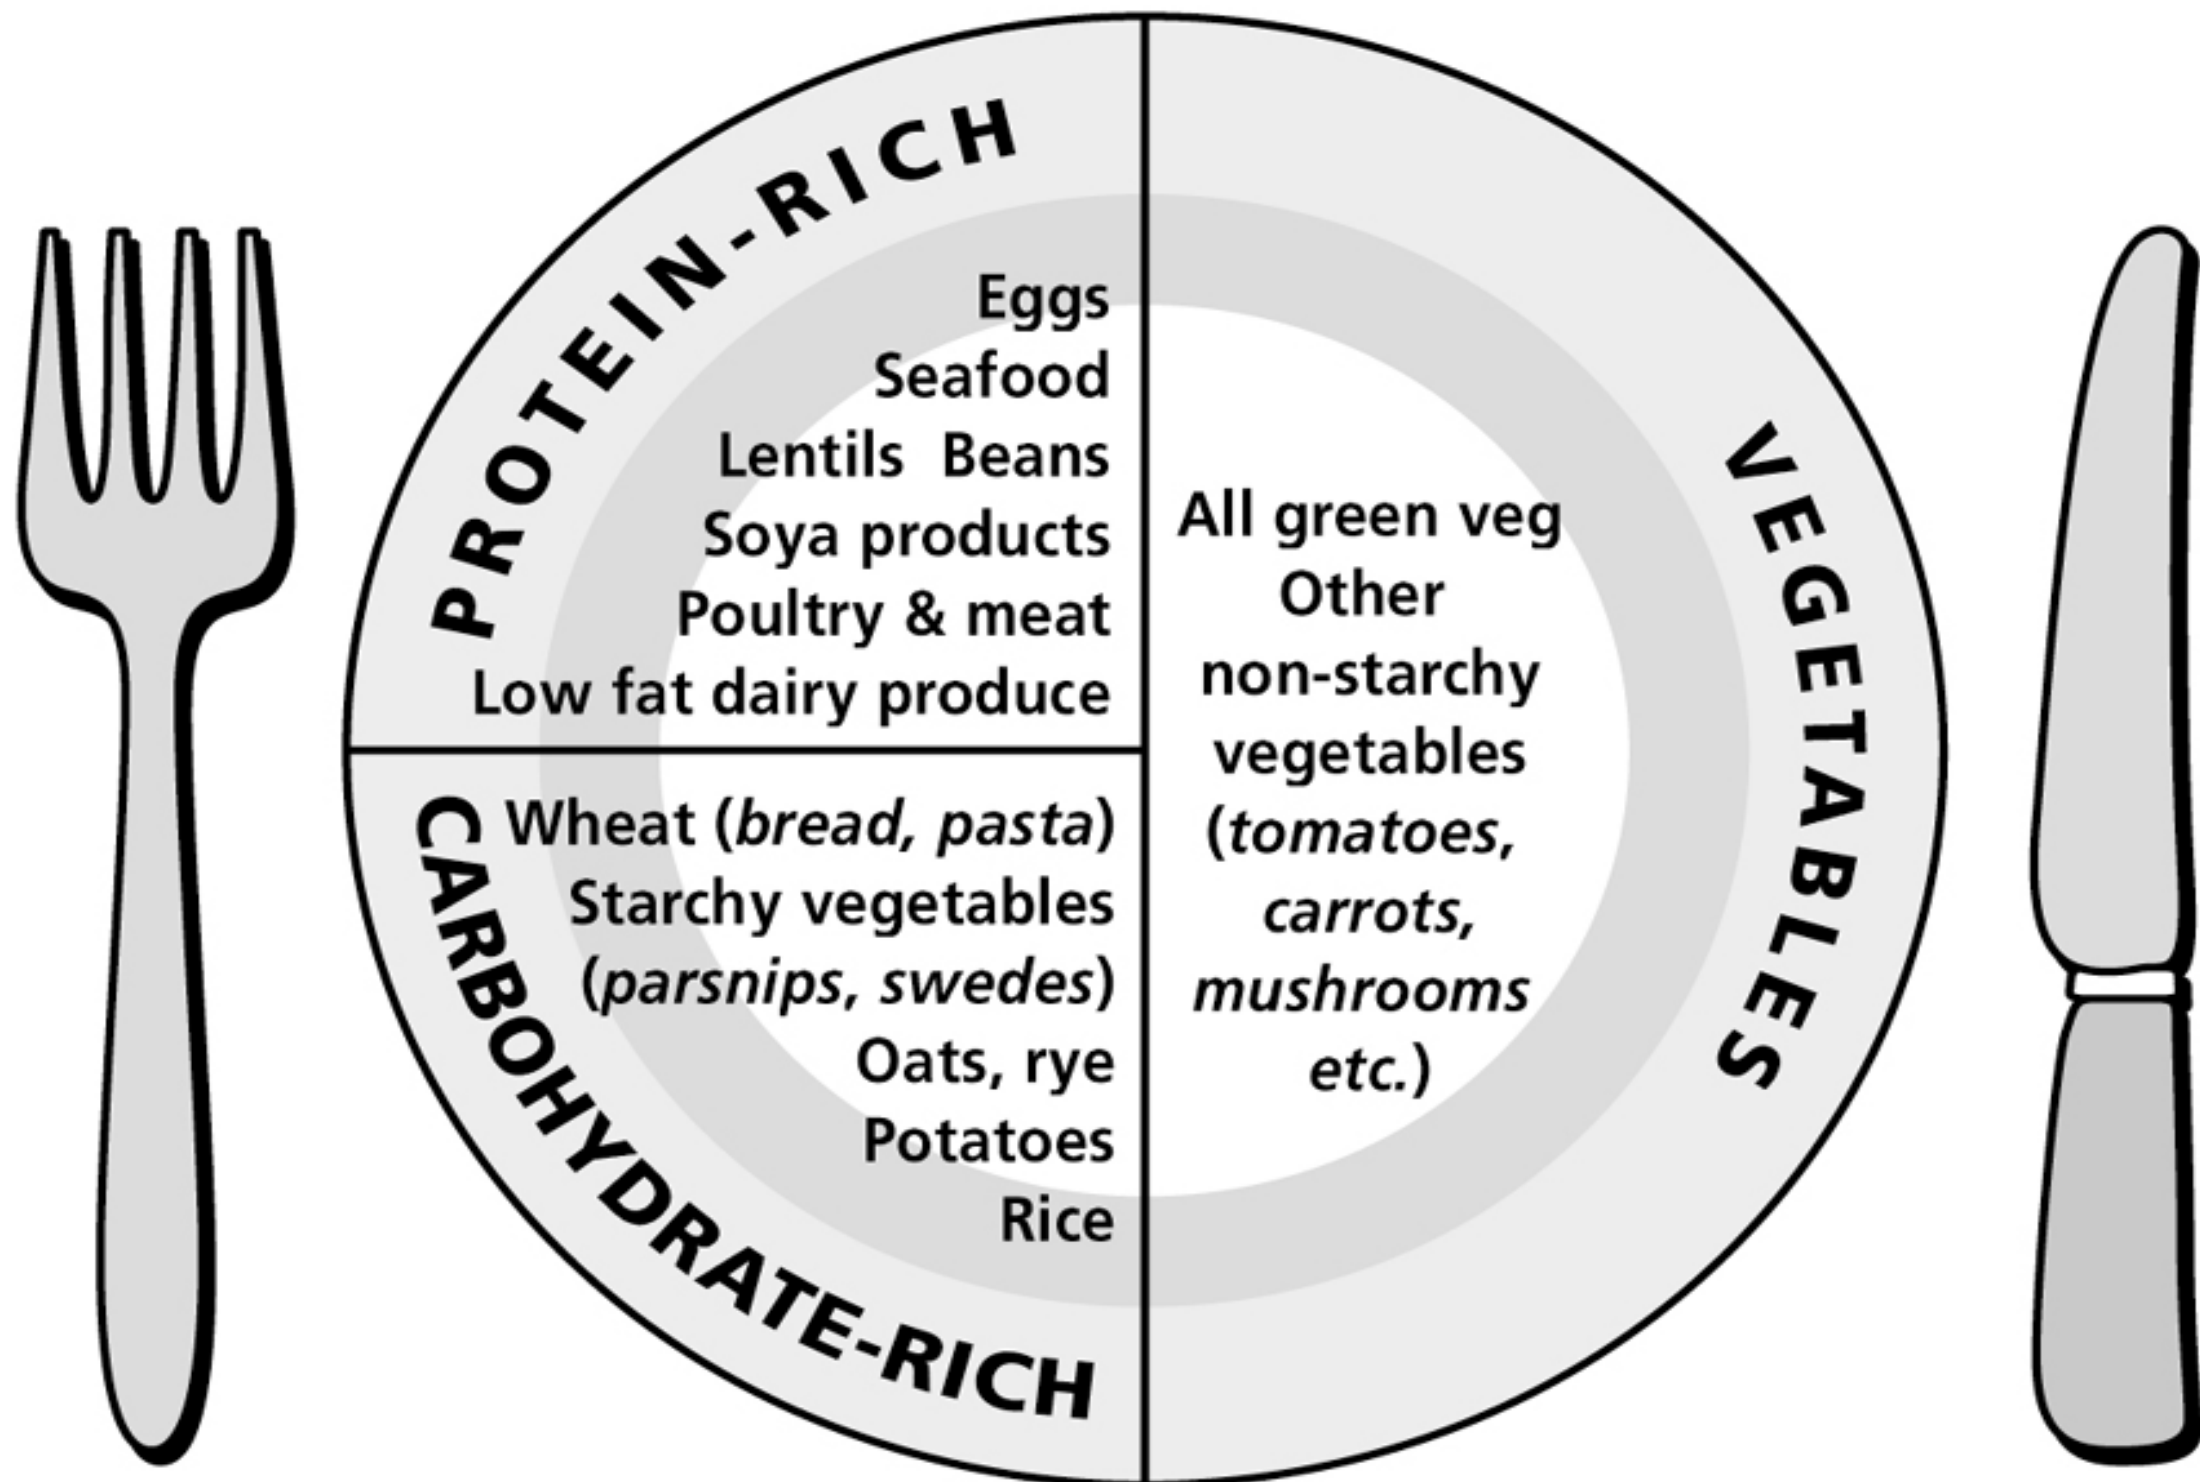 PROTEIN-RICH
Eggs
Seafood
Lentils Beans
Soya products
Poultry & meat
Low fat dairy produce
CARBOHYDRATE-RICH
Wheat (bread, pasta)
Starchy vegetables
(parsnips, swedes)
Oats, rye
Potatoes
Rice
VEGETABLES
All green veg
Other
non-starchy
vegetables
(tomatoes,
carrots,
mushrooms
etc.)